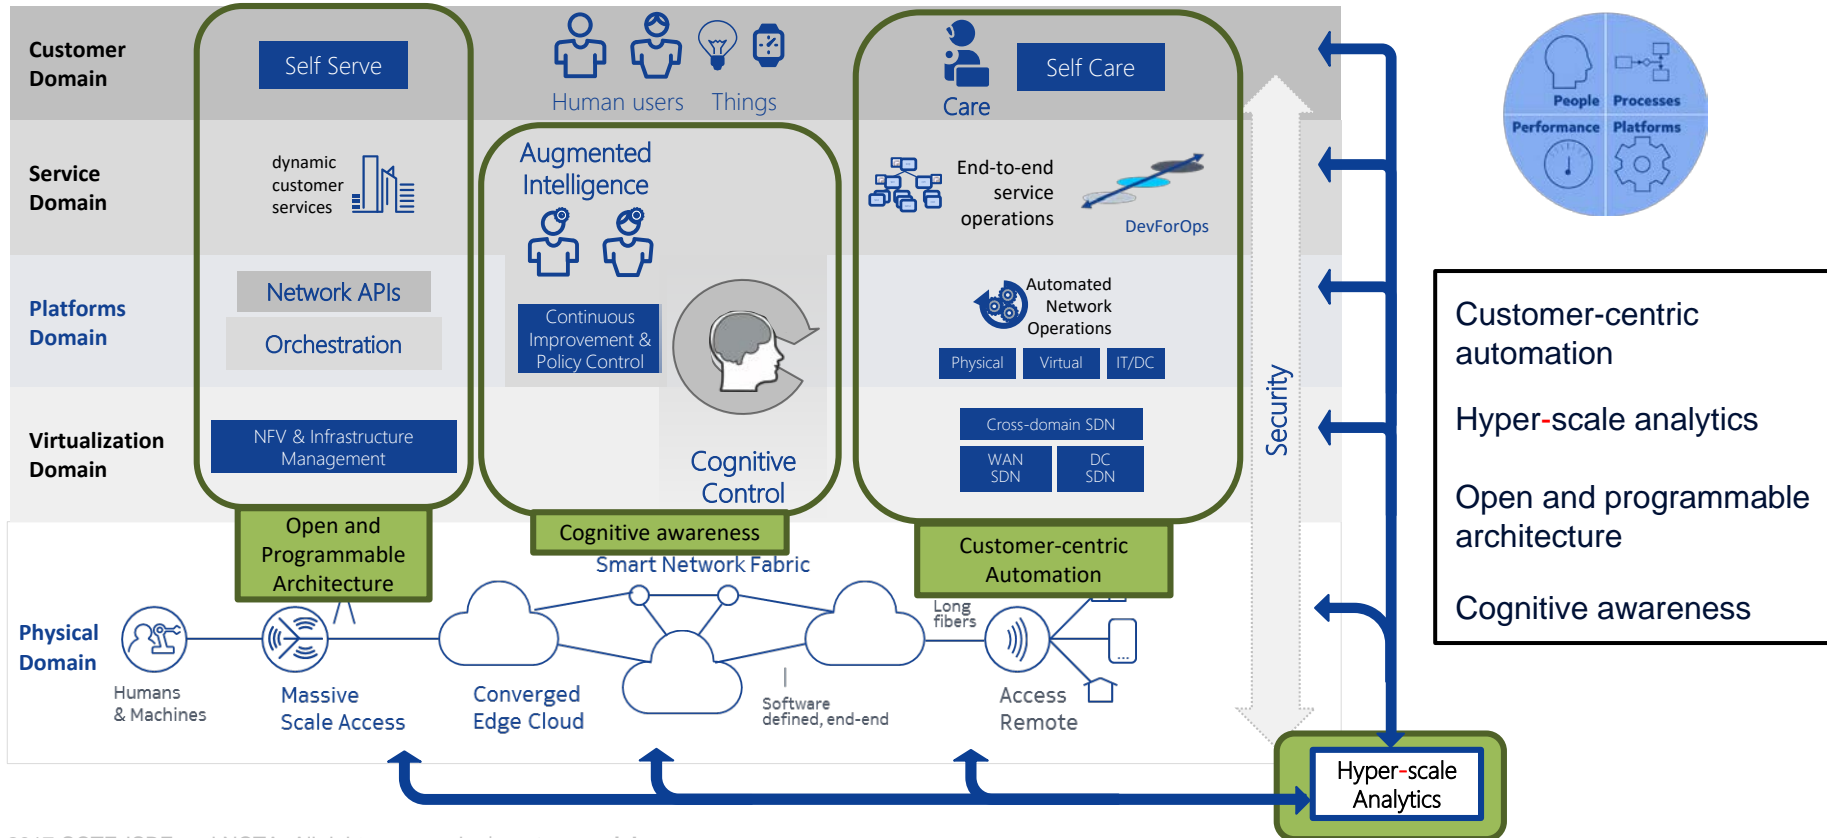 Customer
Domain
Self Serve
Human users
Things
Care
Self Care
Service
Domain
dynamic
customer
services
Augmented
Intelligence
End-to-end
service
operations
DevForOps
Platforms
Domain
Network APIs
Orchestration
Continuous
Improvement &
Policy Control
Automated
Network
Operations
Physical
Virtual
IT/DC
Virtualization
Domain
NFV & Infrastructure
Management
Cognitive
Control
Cross-domain SDN
WAN
SDN
DC
SDN
Security
Open and
Programmable
Architecture
Cognitive awareness
Customer-centric
Automation
Physical
Domain
Smart Network Fabric
Long
fibers
Humans
& Machines
Massive
Scale Access
Converged
Edge Cloud
Software
defined, end-end
Access
Remote
Hyper-scale
Analytics
People
Processes
Performance
Platforms
Customer-centric
automation
Hyper-scale analytics
Open and programmable
architecture
Cognitive awareness